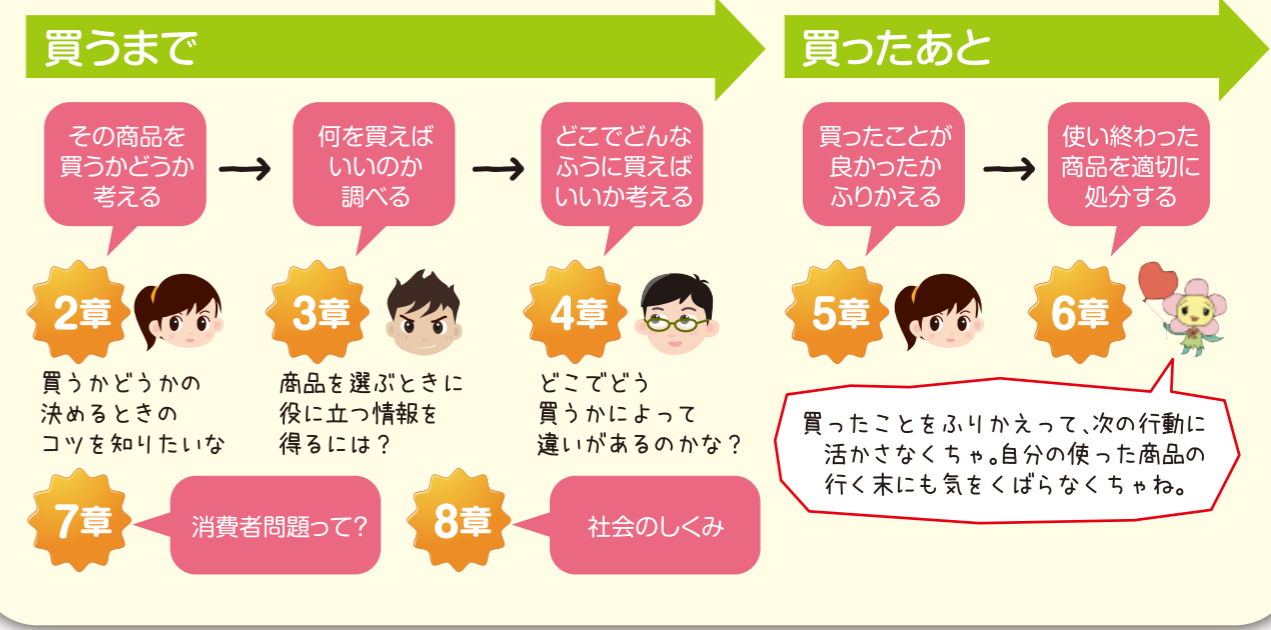 買うまで
買ったあと
その商品を
買うかどうか
考える
何を買えば
いいのか
調べる
どこでどんな
ふうに買えば
いいか考える
買ったことが
良かったか
ふりかえる
使い終わった
商品を適切に
処分する
2章
3章
4章
5章
6章
買うかどうかの
決めるときの
コツを知りたいな
商品を選ぶときに
役に立つ情報を
得るには？
どこでどう
買うかによって
違いがあるのかな？
買ったことをふりかえって、次の行動に
活かさなくちゃ。自分の使った商品の
行く末にも気をくばらなくちゃね。
7章
消費者問題って?
8章
社会のしくみ